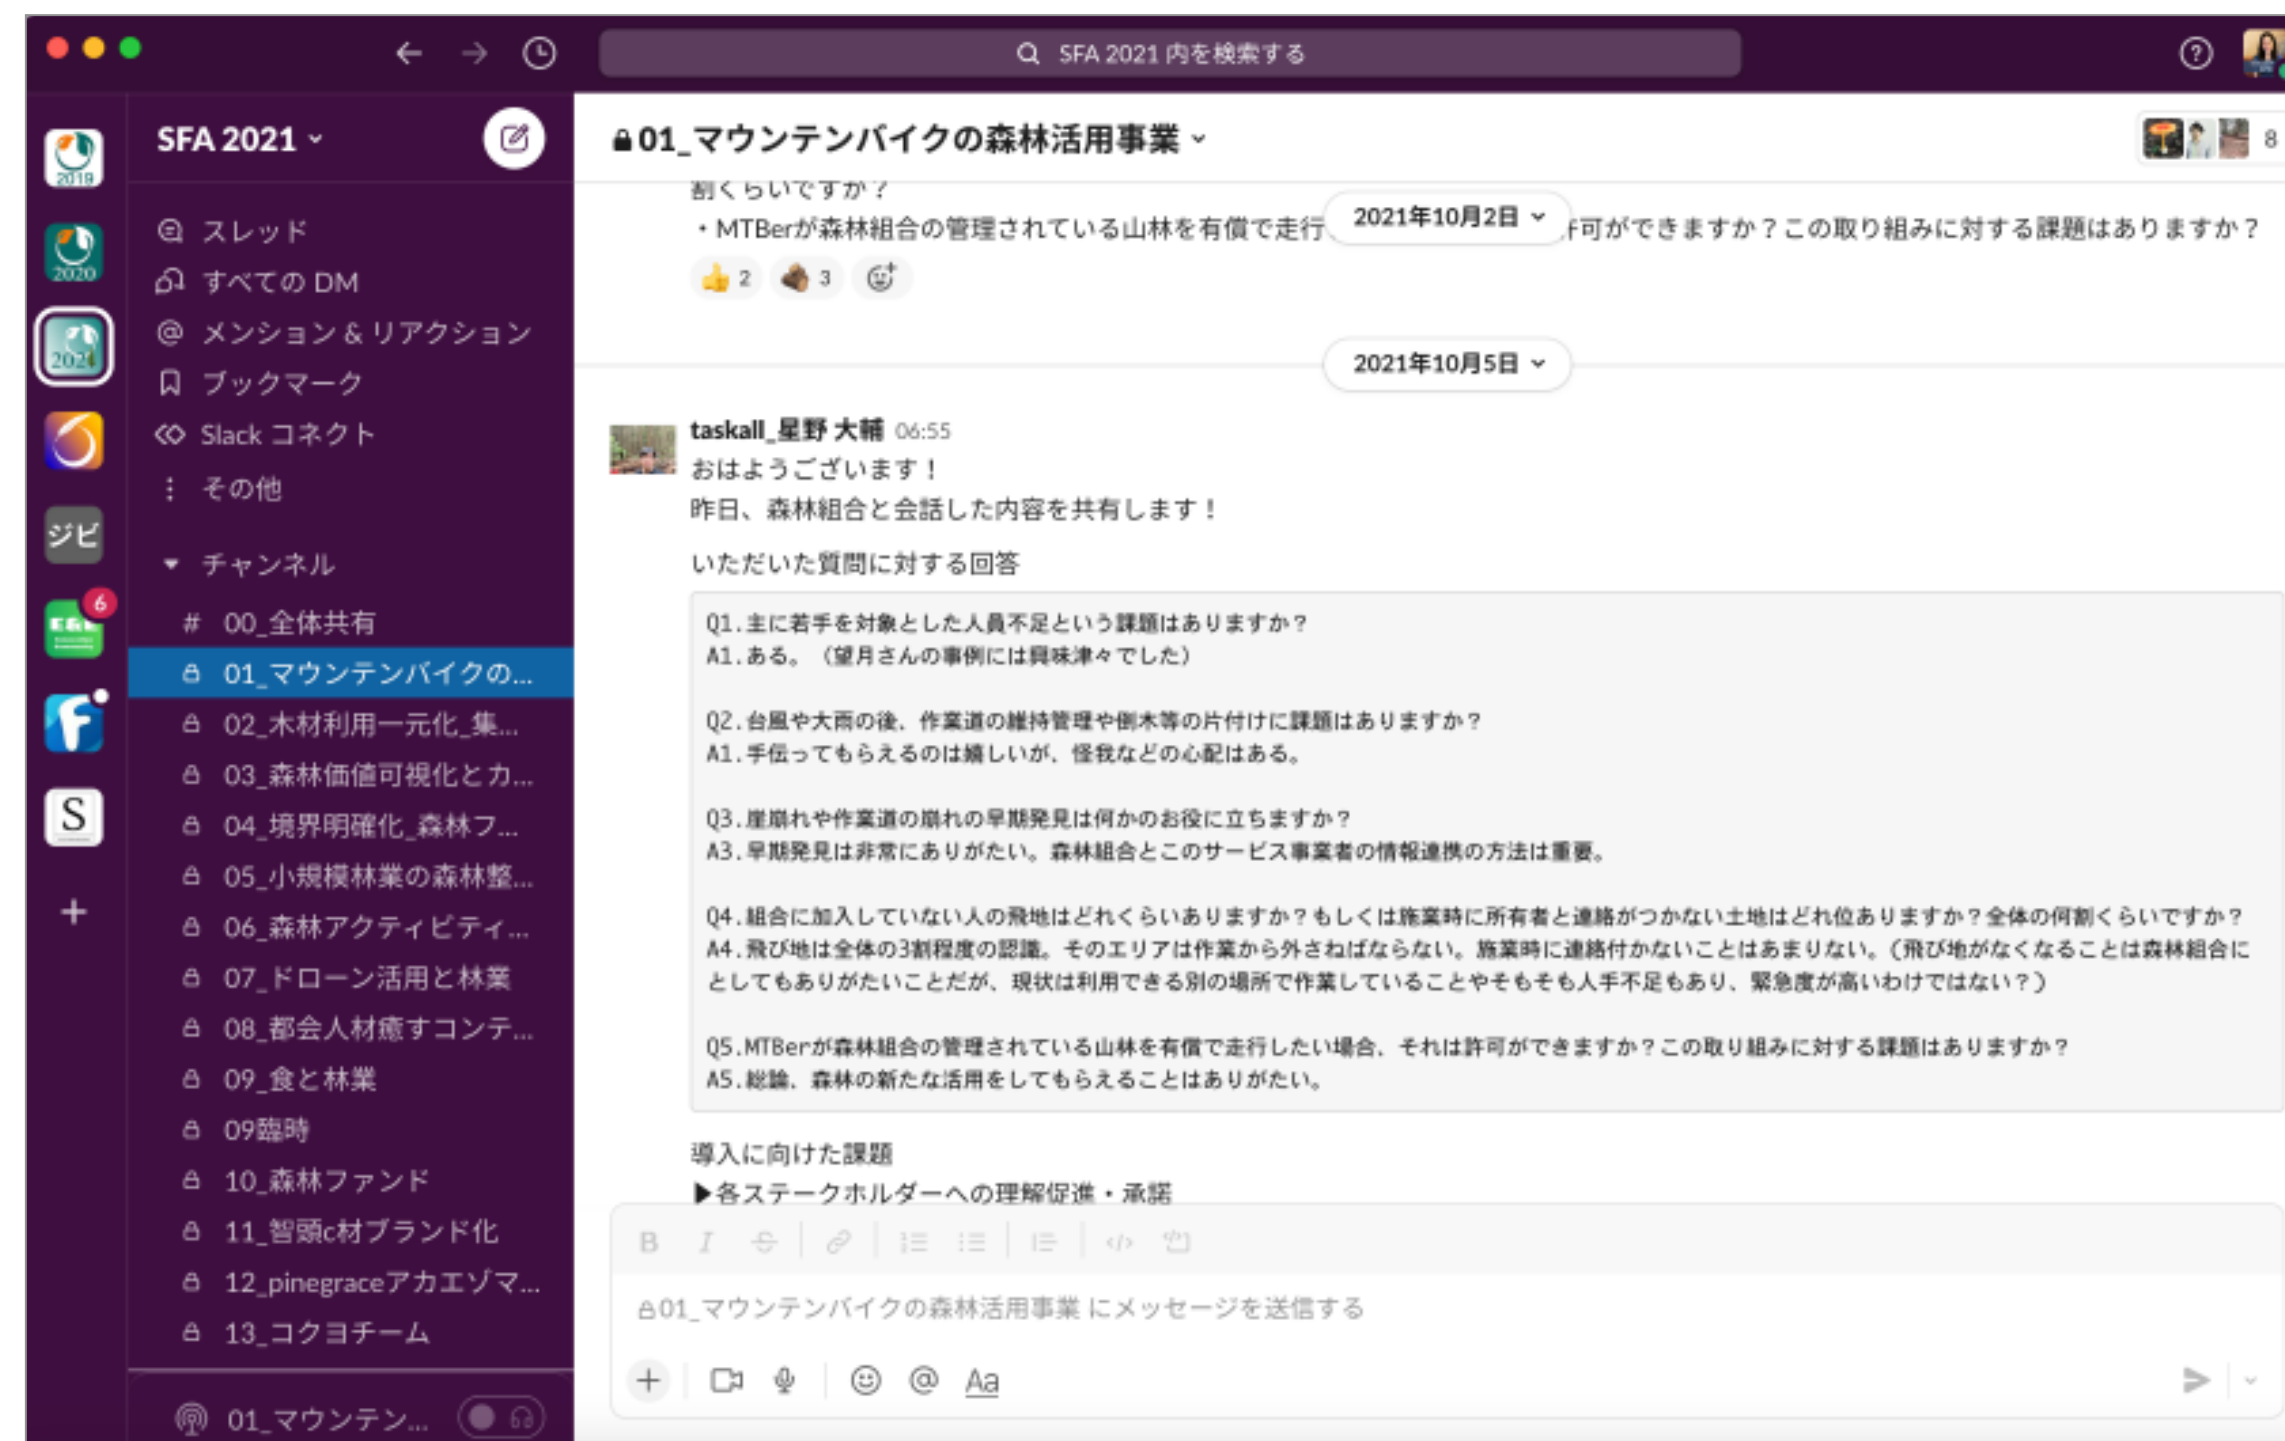 SFA 2021 内を検索する
2019
2020
2021
ジビ
6
S
SFA 2021
スレッド
すべての DM
メンション & リアクション
ブックマーク
Slack コネクト
その他
チャンネル
# 00_全体共有
01_マウンテンバイクの...
02_木材利用一元化_集...
03_森林価値可視化とカ...
04_境界明確化_森林フ...
05_小規模林業の森林整...
06_森林アクティビティ...
07_ドローン活用と林業
08_都会人材癒すコンテ...
09_食と林業
09臨時
10_森林ファンド
11_智頭c材ブランド化
12_pinegraceアカエゾマ...
13_コクヨチーム
01_マウンテン...
01_マウンテンバイクの森林活用事業
8
割くらいですか？
・MTBerが森林組合の管理されている山林を有償で走行
2021年10月2日
可ができますか？この取り組みに対する課題はありますか？
2
3
2021年10月5日
taskall_星野 大輔 06:55
おはようございます！
昨日、森林組合と会話した内容を共有します！
いただいた質問に対する回答
Q1.主に若手を対象とした人員不足という課題はありますか？
A1.ある。（望月さんの事例には興味津々でした）
Q2.台風や大雨の後、作業道の維持管理や倒木等の片付けに課題はありますか？
A1.手伝ってもらえるのは嬉しいが、怪我などの心配はある。
Q3.崖崩れや作業道の崩れの早期発見は何かのお役に立ちますか？
A3.早期発見は非常にありがたい。森林組合とこのサービス事業者の情報連携の方法は重要。
Q4.組合に加入していない人の飛地はどれくらいありますか？もしくは施業時に所有者と連絡がつかない土地はどれ位ありますか？全体の何割くらいですか？
A4.飛び地は全体の3割程度の認識。そのエリアは作業から外さねばならない。施業時に連絡付かないことはあまりない。（飛び地がなくなることは森林組合に
としてもありがたいことだが、現状は利用できる別の場所で作業していることやそもそも人手不足もあり、緊急度が高いわけではない？）
Q5.MTBerが森林組合の管理されている山林を有償で走行したい場合、それは許可ができますか？この取り組みに対する課題はありますか？
A5.総論、森林の新たな活用をしてもらえることはありがたい。
導入に向けた課題
▶各ステークホルダーへの理解促進・承諾
01_マウンテンバイクの森林活用事業 にメッセージを送信する